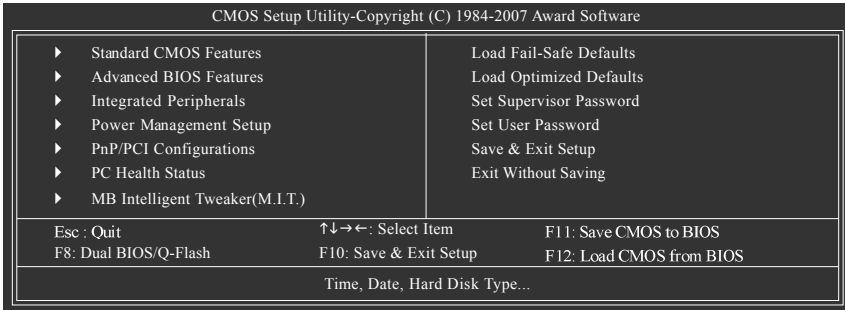 CMOS Setup Utility-Copyright (C) 1984-2007 Award Software
Standard CMOS Features
Advanced BIOS Features
Integrated Peripherals
Power Management Setup
PnP/PCI Configurations
PC Health Status
MB Intelligent Tweaker(M.I.T.)
Load Fail-Safe Defaults
Load Optimized Defaults
Set Supervisor Password
Set User Password
Save & Exit Setup
Exit Without Saving
Esc : Quit
↑↓→←: Select Item
F11: Save CMOS to BIOS
F8: Dual BIOS/Q-Flash
F10: Save & Exit Setup
F12: Load CMOS from BIOS
Time, Date, Hard Disk Type...